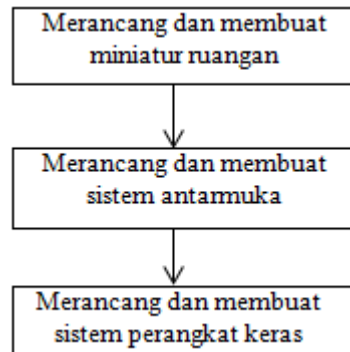 Merancang dan membuat
miniatur ruangan
Merancang dan membuat
sistem antarmuka
Merancang dan membuat
sistem perangkat keras